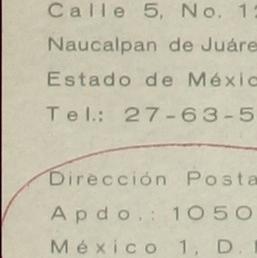 Calle 5, No. 12
Naucalpan de Juáre
Estado de Méxic
Tel.: 27-63-5
Dirección Posta
Apdo.: 1050
México 1, D.